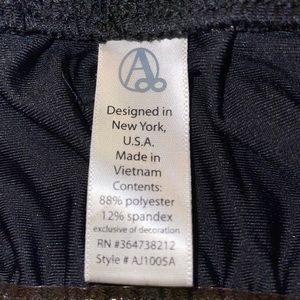 A
Designed in
New York,
U.S.A.
Made in
Vietnam
Contents:
88% polyester
12% spandex
exclusive of decoration
RN #364738212
Style # AJ1005A